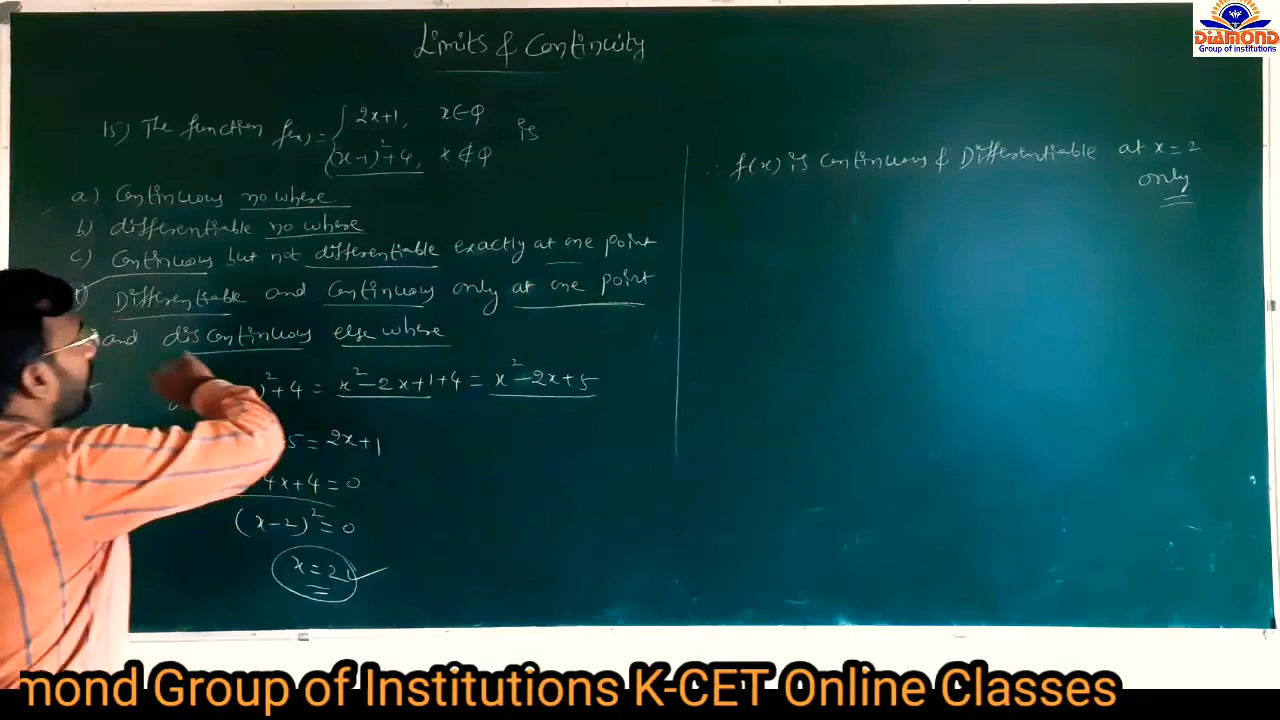 Limits & Continuity
15) The function f(x) = { 2x+1, x∈Q
(x-1)²+4, x∉Q is
a) Continuous no where
b) differentiable no where
c) Continuous but not differentiable exactly at one point
Differentiable and Continuous only at one point
and discontinuous else where
)²+4 = x²-2x+1+4 = x²-2x+5
5 = 2x+1
4x+4=0
(x-2)²=0
x=2
∴ f(x) is Continuous & Differentiable at x=2
only
DIAMOND
Group of institutions
mond Group of Institutions K-CET Online Classes